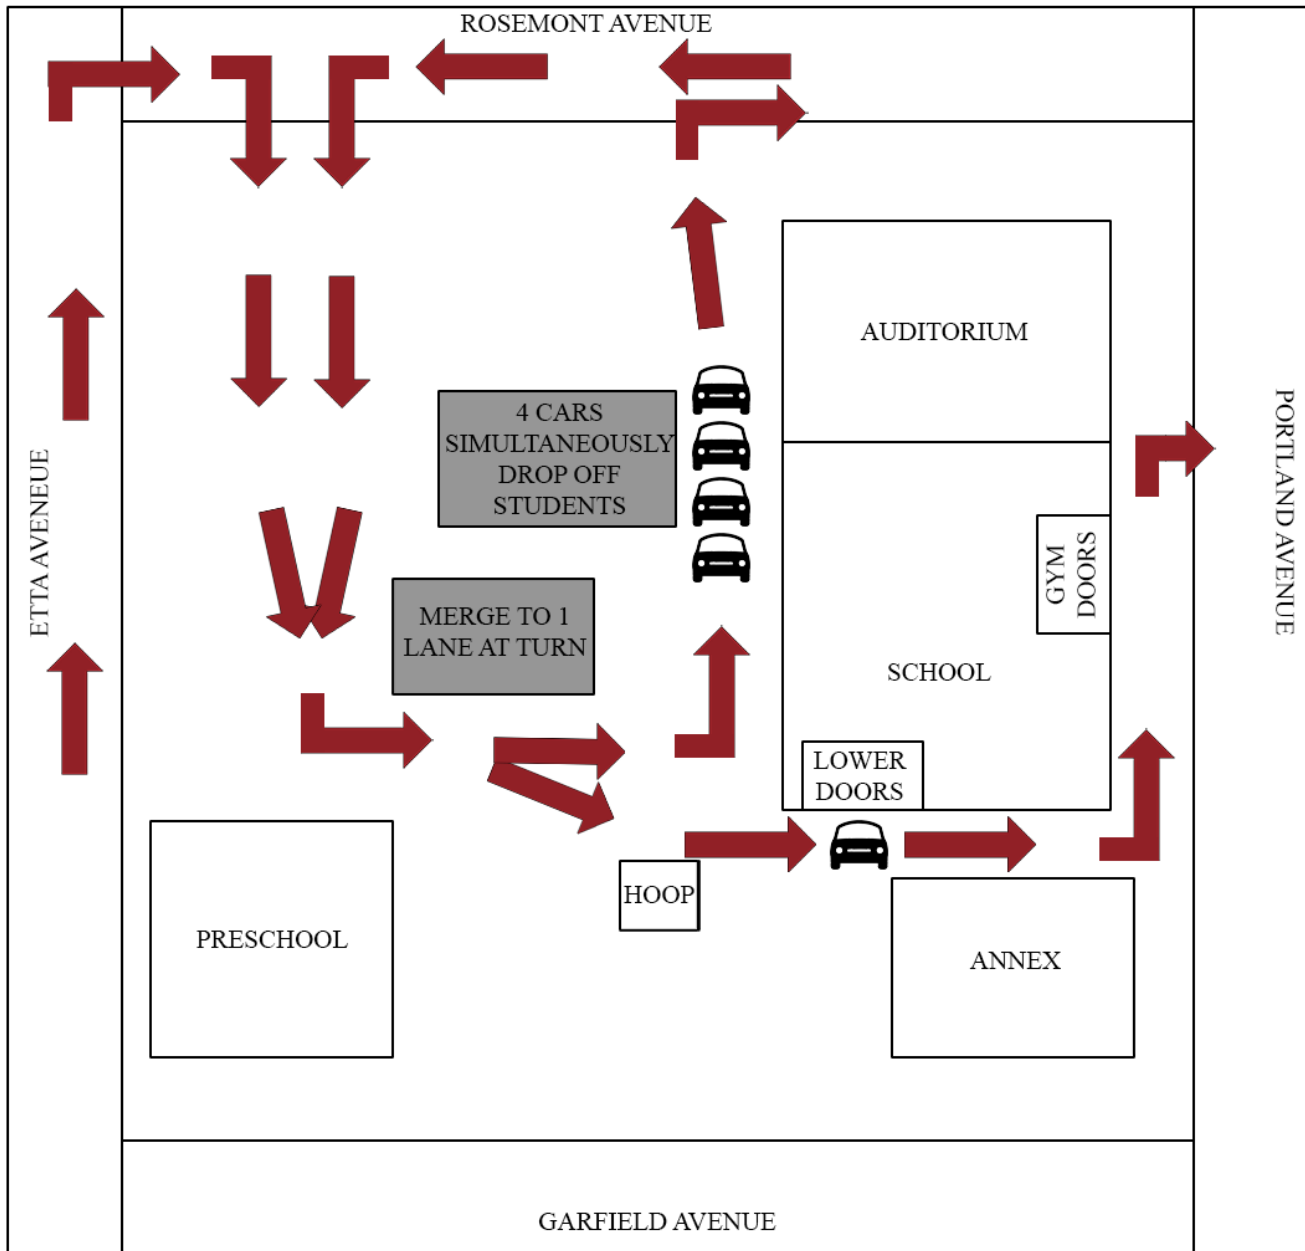 ROSEMONT AVENUE
AUDITORIUM
4 CARS
SIMULTANEOUSLY
DROP OFF
STUDENTS
PORTLAND AVENUE
ETTA AVENEUE
GYM
DOORS
MERGE TO 1
LANE AT TURN
SCHOOL
LOWER
DOORS
HOOP
PRESCHOOL
ANNEX
GARFIELD AVENUE